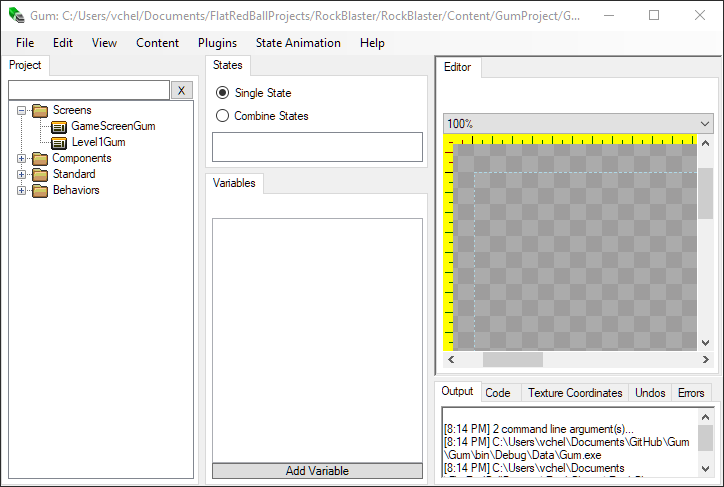 Gum: C:/Users/vchel/Documents/FlatRedBallProjects/RockBlaster/RockBlaster/Content/GumProject/G...
File Edit View Content Plugins State Animation Help
Project
X
Screens
GameScreenGum
Level1Gum
Components
Standard
Behaviors
States
Single State
Combine States
Variables
Add Variable
Editor
100%
Output Code Texture Coordinates Undos Errors
[8:14 PM] 2 command line argument(s)...
[8:14 PM] C:\Users\vchel\Documents\GitHub\Gum
\Gum\bin\Debug\Data\Gum.exe
[8:14 PM] C:\Users\vchel\Documents